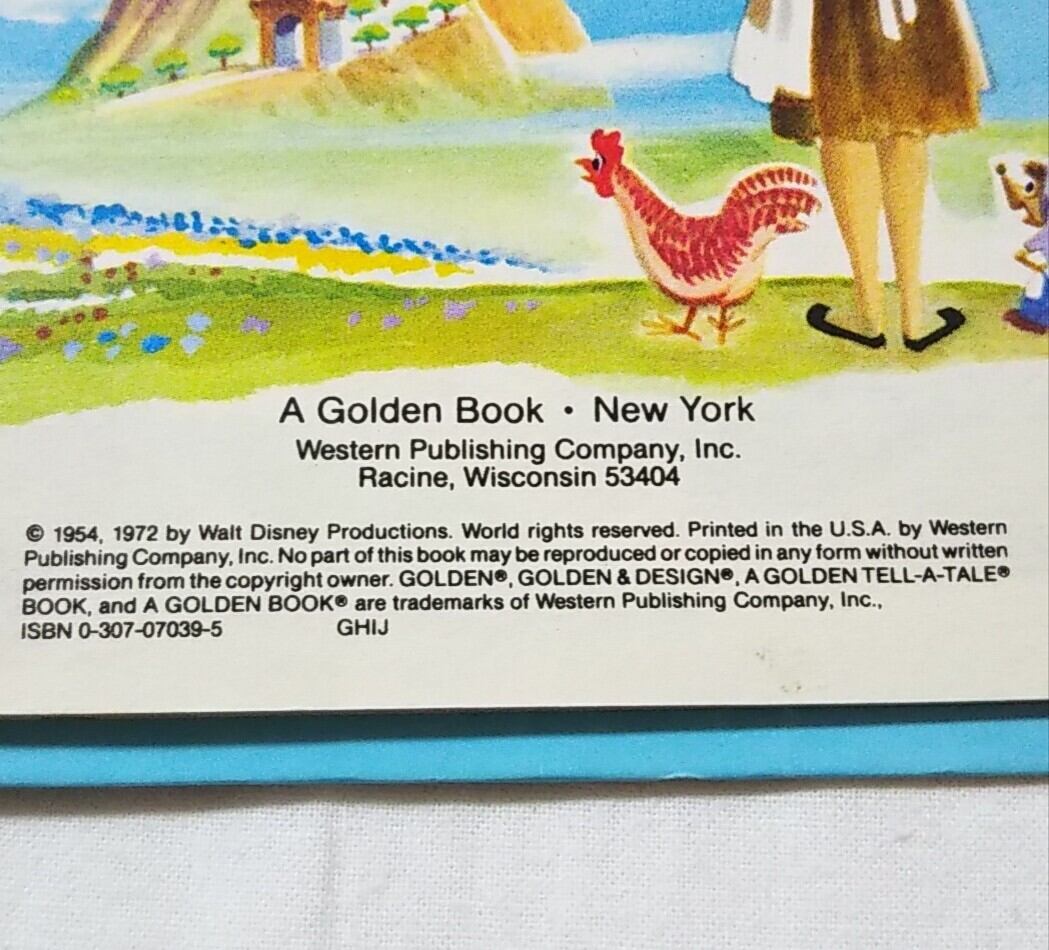 A Golden Book • New York
Western Publishing Company, Inc.
Racine, Wisconsin 53404
© 1954, 1972 by Walt Disney Productions. World rights reserved. Printed in the U.S.A. by Western
Publishing Company, Inc. No part of this book may be reproduced or copied in any form without written
permission from the copyright owner. GOLDEN®, GOLDEN & DESIGN®, A GOLDEN TELL-A-TALE®
BOOK, and A GOLDEN BOOK® are trademarks of Western Publishing Company, Inc.,
ISBN 0-307-07039-5 GHIJ